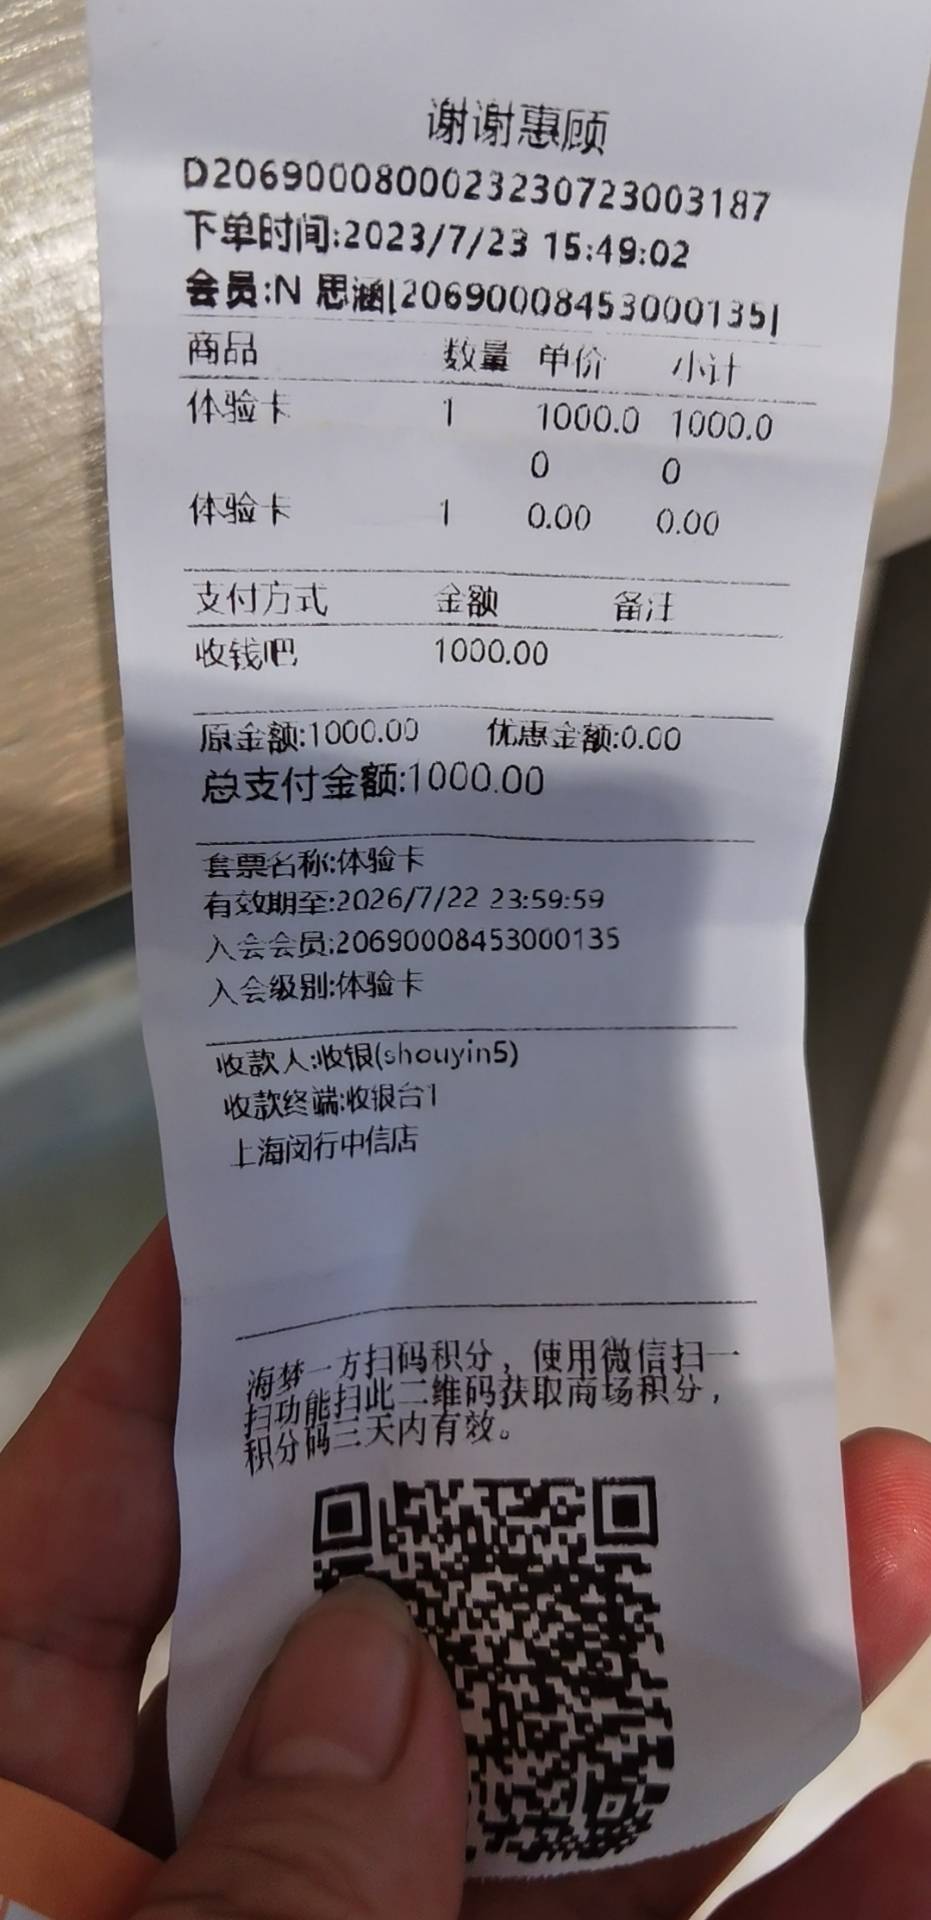 谢谢惠顾
D2069000800023230723003187
下单时间:2023/7/23 15:49:02
会员:N 思涵[20690008453000135]
商品 数量 单价 小计
体验卡 1 1000.0 1000.0
0 0
体验卡 1 0.00 0.00
支付方式 金额 备注
收钱吧 1000.00
原金额:1000.00 优惠金额:0.00
总支付金额:1000.00
套票名称:体验卡
有效期至:2026/7/22 23:59:59
入会会员:20690008453000135
入会级别:体验卡
收款人:收银(shouyin5)
收款终端:收银台1
上海闵行中信店
海梦一方扫码积分，使用微信扫一
扫功能扫此二维码获取商场积分，
积分码三天内有效。